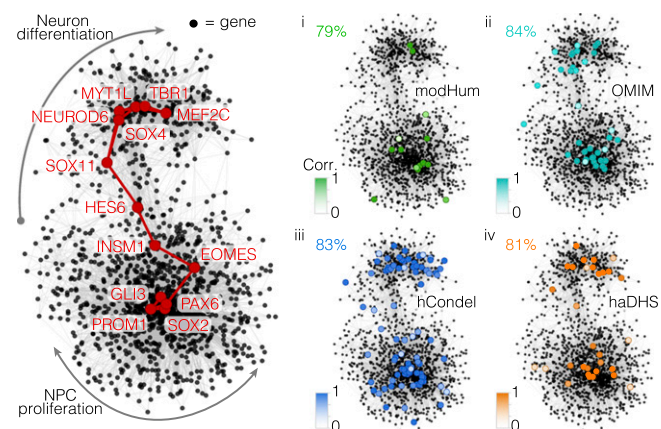 Neuron
differentiation
● = gene
MYT1L
TBR1
NEUROD6
MEF2C
SOX4
SOX11
HES6
INSM1
EOMES
GLI3
PAX6
PROM1
SOX2
NPC
proliferation
i
79%
modHum
Corr.
1
0
ii
84%
OMIM
1
0
iii
83%
hCondel
1
0
iv
81%
haDHS
1
0